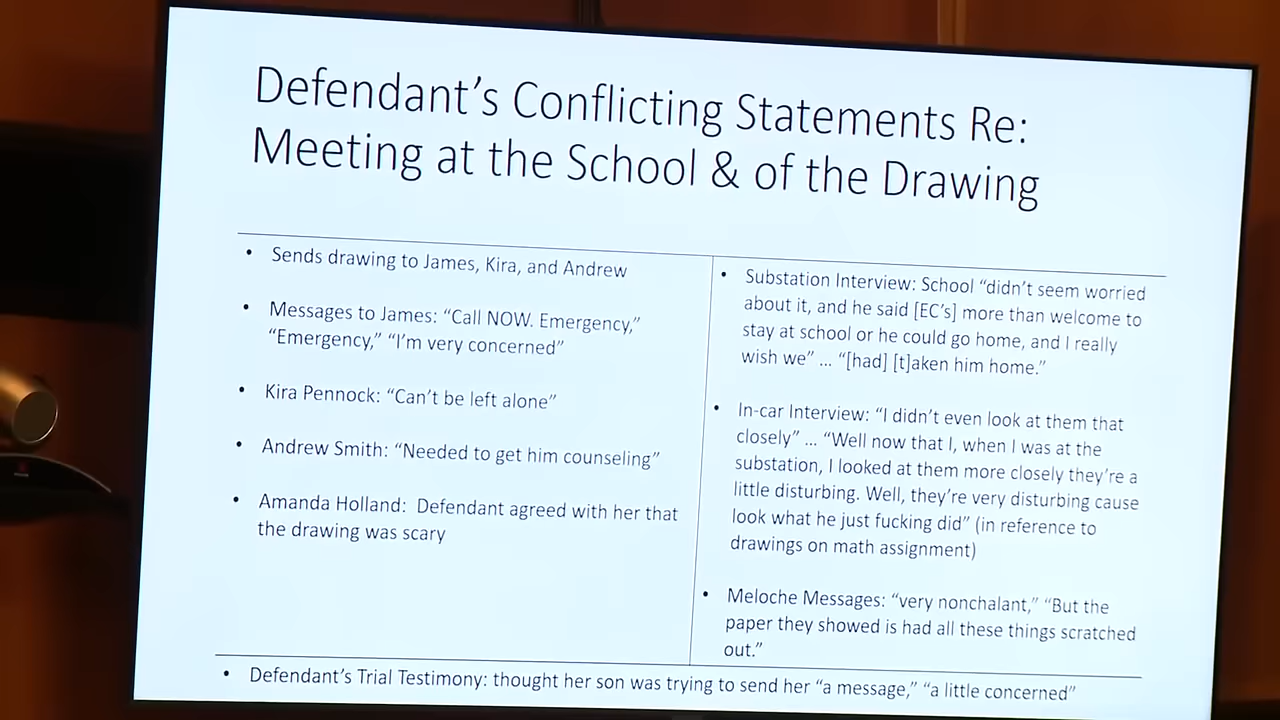 Defendant’s Conflicting Statements Re:
Meeting at the School & of the Drawing
• Sends drawing to James, Kira, and Andrew
• Messages to James: “Call NOW. Emergency,”
“Emergency,” “I’m very concerned”
• Kira Pennock: “Can’t be left alone”
• Andrew Smith: “Needed to get him counseling”
• Amanda Holland: Defendant agreed with her that
the drawing was scary
• Substation Interview: School “didn’t seem worried
about it, and he said [EC’s] more than welcome to
stay at school or he could go home, and I really
wish we” ... “[had] [t]aken him home.”
• In-car Interview: “I didn’t even look at them that
closely” ... “Well now that I, when I was at the
substation, I looked at them more closely they’re a
little disturbing. Well, they’re very disturbing cause
look what he just fucking did” (in reference to
drawings on math assignment)
• Meloche Messages: “very nonchalant,” “But the
paper they showed is had all these things scratched
out.”
• Defendant’s Trial Testimony: thought her son was trying to send her “a message,” “a little concerned”